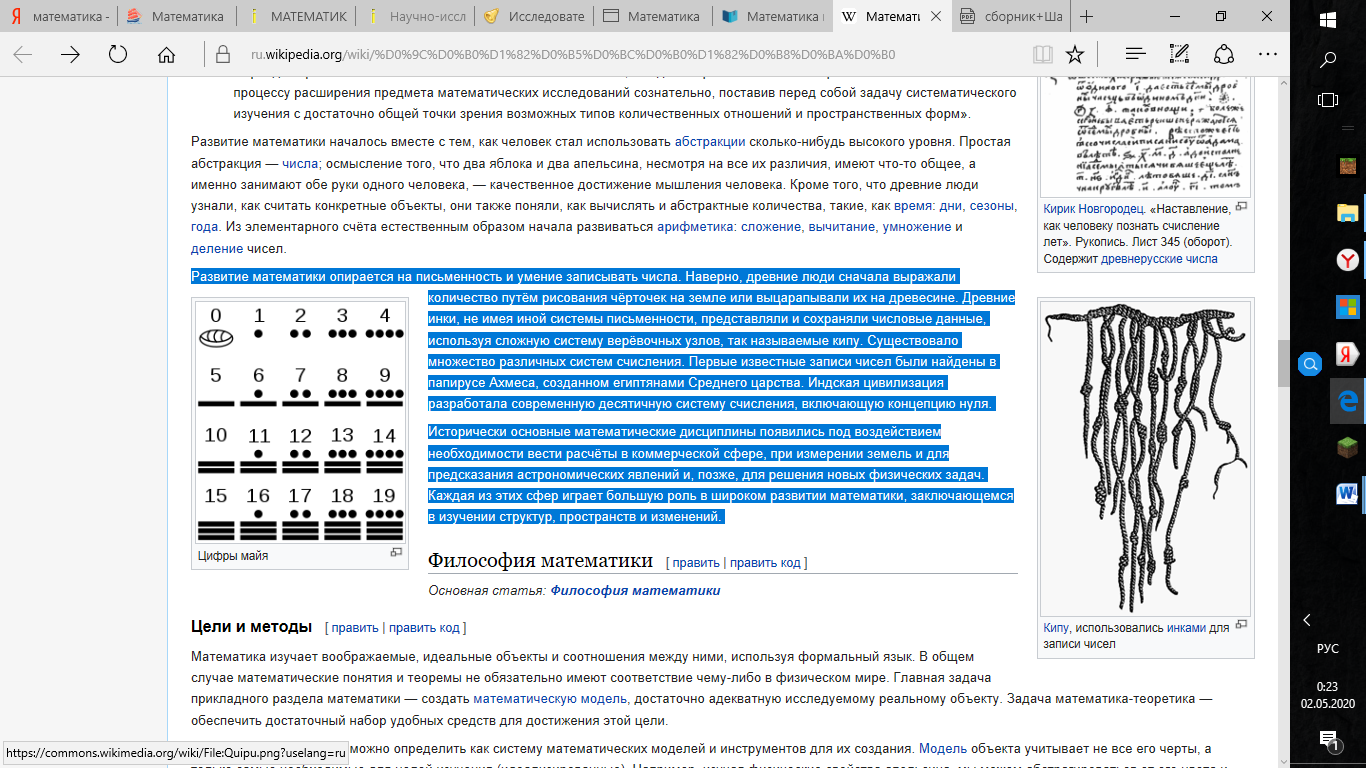 математика -
Математика
МАТЕМАТИК
Научно-иссл
Исследовате
Математика
Математика
Математи
сборник+Ша
ru.wikipedia.org/wiki/%D0%9C%D0%B0%D1%82%D0%B5%D0%BC%D0%B0%D1%82%D0%B8%D0%BA%D0%B0
процессу расширения предмета математических исследований сознательно, поставив перед собой задачу систематического
изучения с достаточно общей точки зрения возможных типов количественных отношений и пространственных форм».
Развитие математики началось вместе с тем, как человек стал использовать абстракции сколько-нибудь высокого уровня. Простая
абстракция — числа; осмысление того, что два яблока и два апельсина, несмотря на все их различия, имеют что-то общее, а
именно занимают обе руки одного человека, — качественное достижение мышления человека. Кроме того, что древние люди
узнали, как считать конкретные объекты, они также поняли, как вычислять и абстрактные количества, такие, как время: дни, сезоны,
года. Из элементарного счёта естественным образом начала развиваться арифметика: сложение, вычитание, умножение и
деление чисел.
Кирик Новгородец. «Наставление,
как человеку познать счисление
лет». Рукопись. Лист 345 (оборот).
Содержит древнерусские числа
Развитие математики опирается на письменность и умение записывать числа. Наверно, древние люди сначала выражали
количество путём рисования чёрточек на земле или выцарапывали их на древесине. Древние
инки, не имея иной системы письменности, представляли и сохраняли числовые данные,
используя сложную систему верёвочных узлов, так называемые кипу. Существовало
множество различных систем счисления. Первые известные записи чисел были найдены в
папирусе Ахмеса, созданном египтянами Среднего царства. Индская цивилизация
разработала современную десятичную систему счисления, включающую концепцию нуля.
Исторически основные математические дисциплины появились под воздействием
необходимости вести расчёты в коммерческой сфере, при измерении земель и для
предсказания астрономических явлений и, позже, для решения новых физических задач.
Каждая из этих сфер играет большую роль в широком развитии математики, заключающемся
в изучении структур, пространств и изменений.
0 1 2 3 4
5 6 7 8 9
10 11 12 13 14
15 16 17 18 19
Цифры майя
Философия математики [ править | править код ]
Основная статья: Философия математики
Кипу, использовались инками для
записи чисел
Цели и методы [ править | править код ]
Математика изучает воображаемые, идеальные объекты и соотношения между ними, используя формальный язык. В общем
случае математические понятия и теоремы не обязательно имеют соответствие чему-либо в физическом мире. Главная задача
прикладного раздела математики — создать математическую модель, достаточно адекватную исследуемому реальному объекту. Задача математика-теоретика —
обеспечить достаточный набор удобных средств для достижения этой цели.
можно определить как систему математических моделей и инструментов для их создания. Модель объекта учитывает не все его черты, а
https://commons.wikimedia.org/wiki/File:Quipu.png?uselang=ru
РУС
0:23
02.05.2020
1